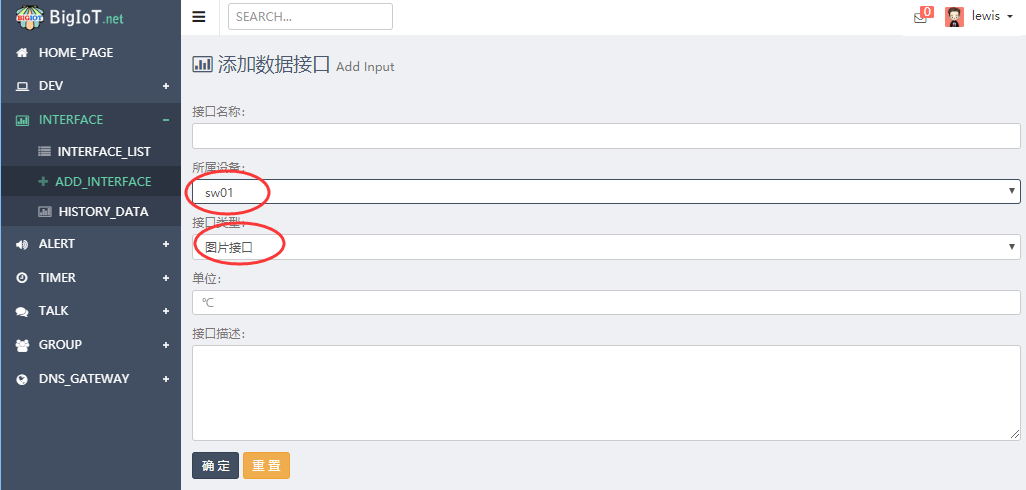 BigIoT.net
SEARCH...
0
lewis
HOME_PAGE
DEV
INTERFACE
INTERFACE_LIST
ADD_INTERFACE
HISTORY_DATA
ALERT
TIMER
TALK
GROUP
DNS_GATEWAY
添加数据接口 Add Input
接口名称：
所属设备：
sw01
接口类型：
图片接口
单位：
℃
接口描述：
确 定
重 置